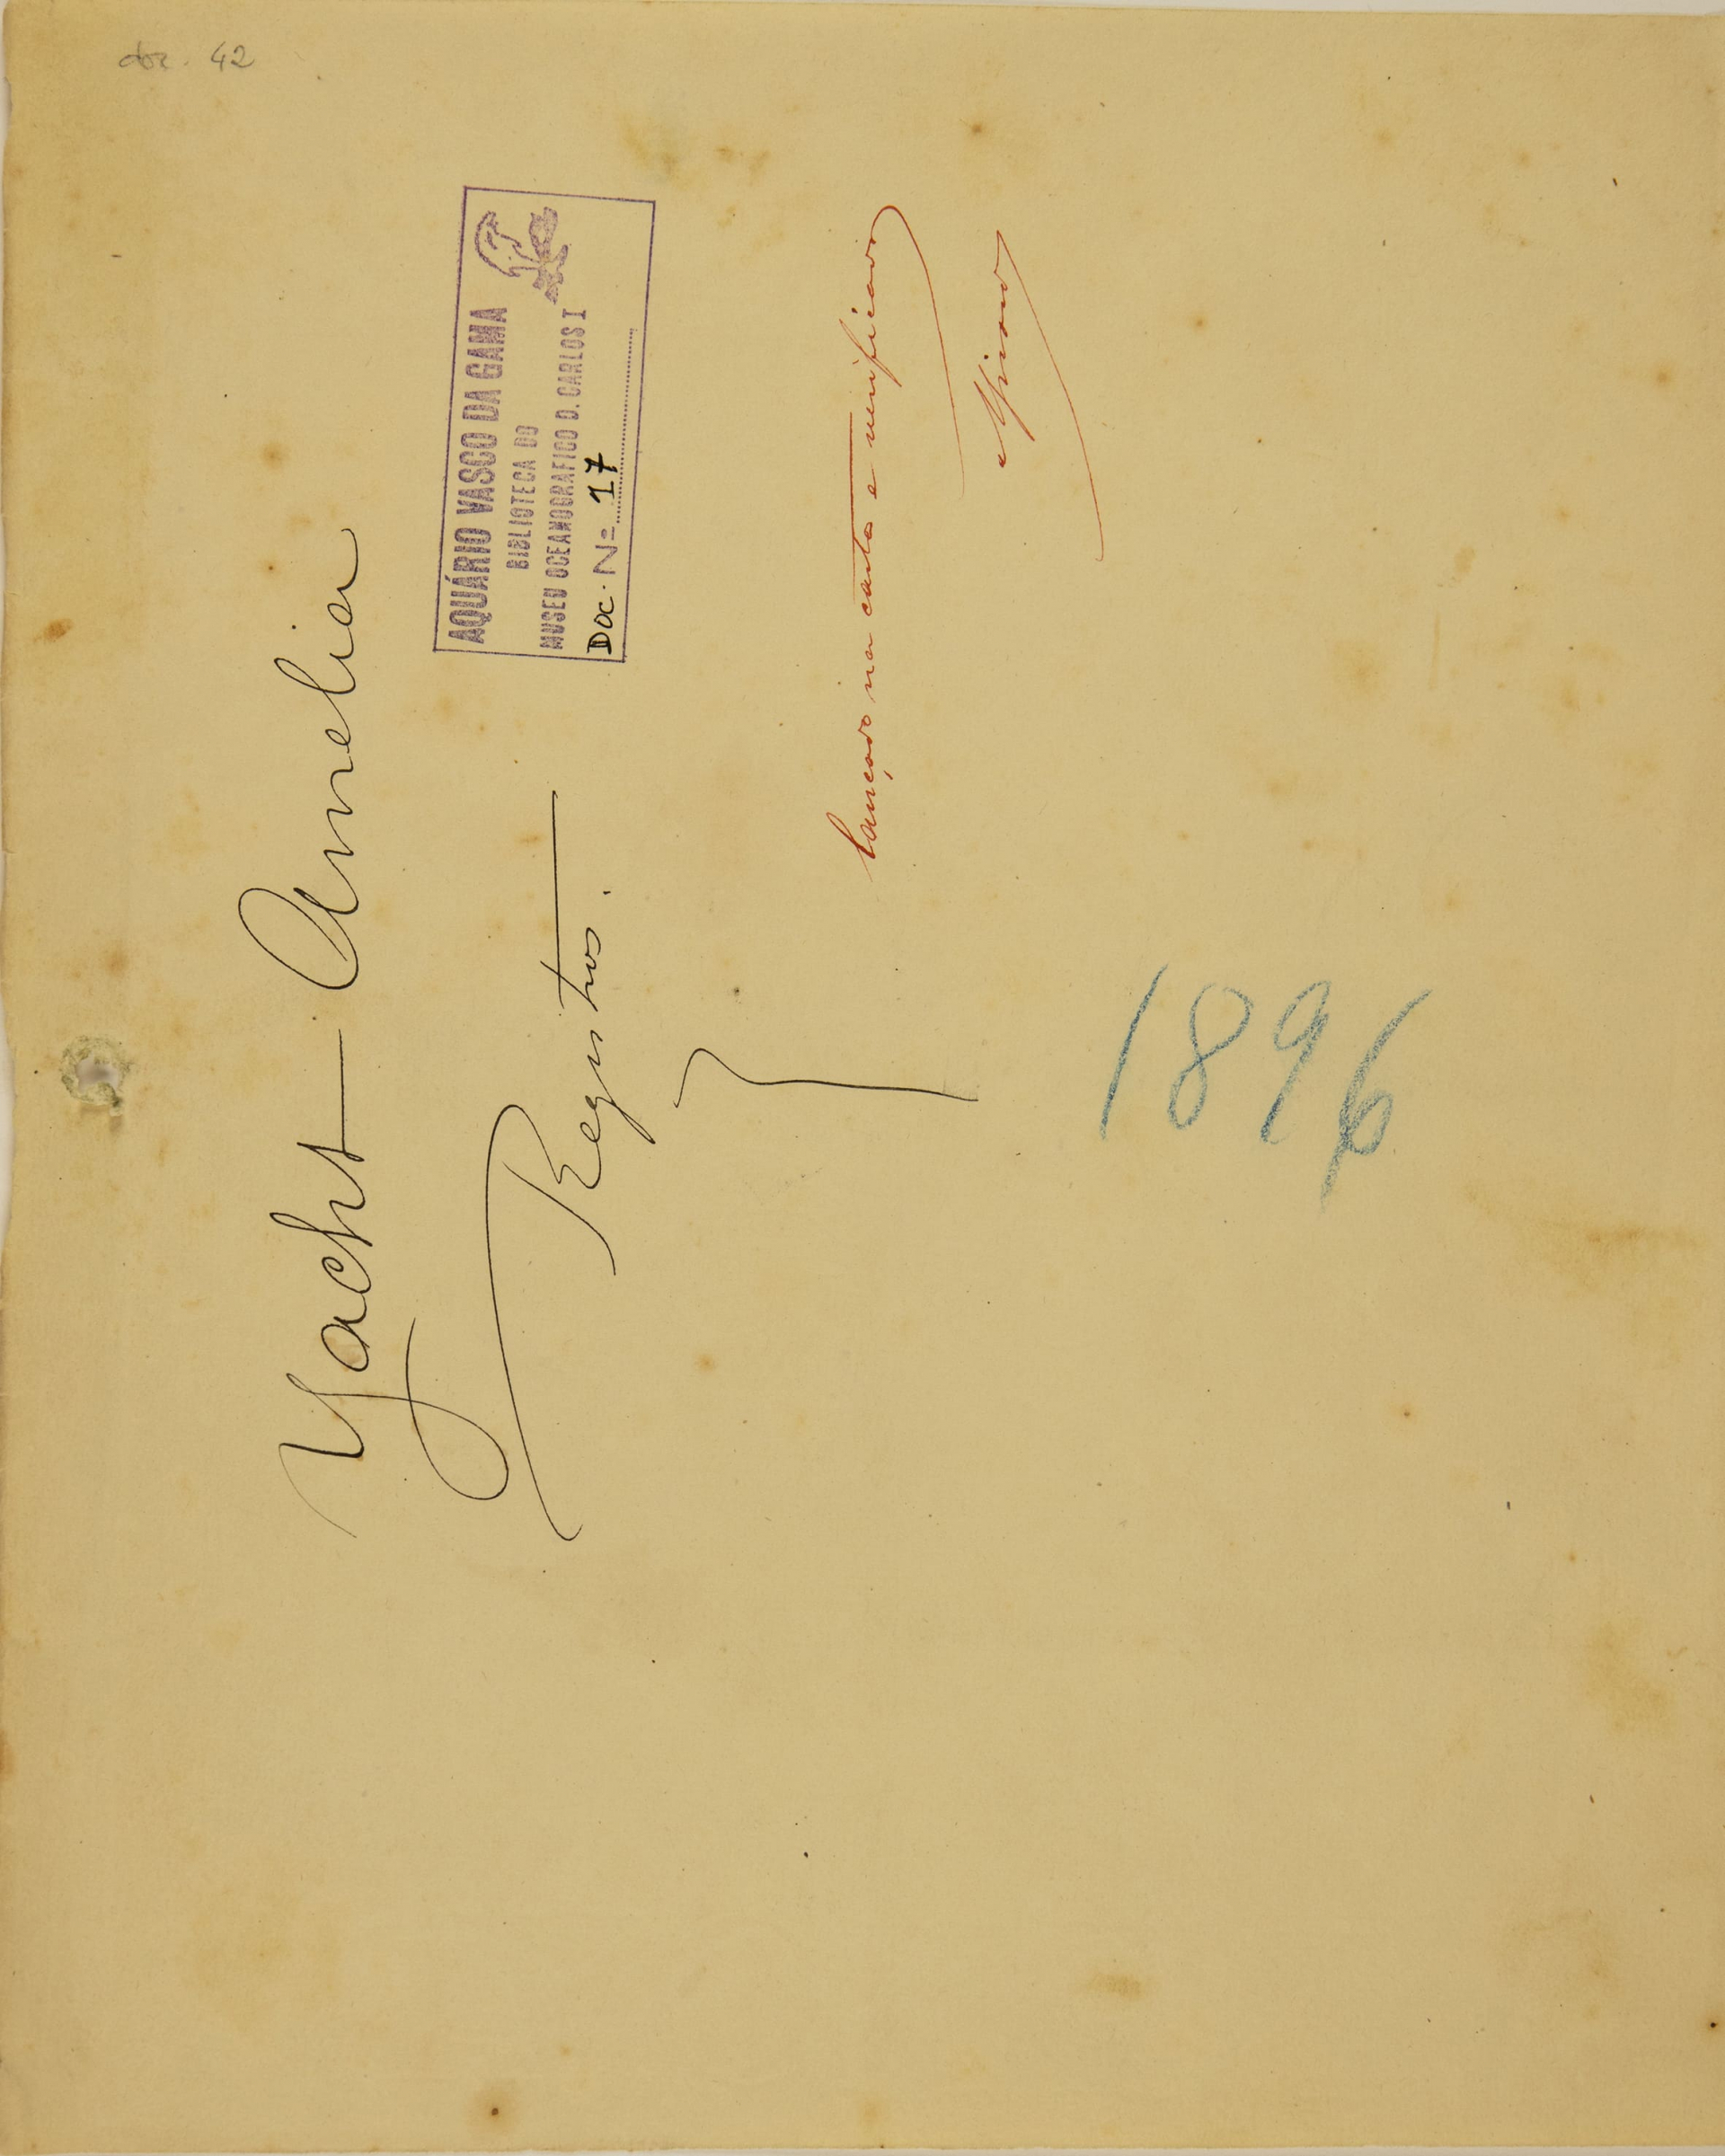 doc. 42
Yacht Amelia
Registos.
AQUÁRIO VASCO DA GAMA
BIBLIOTECA DO
MUSEU OCEANOGRAFICO D. CARLOS I
Doc. Nº 17
Lançado na carta e verificado
1896